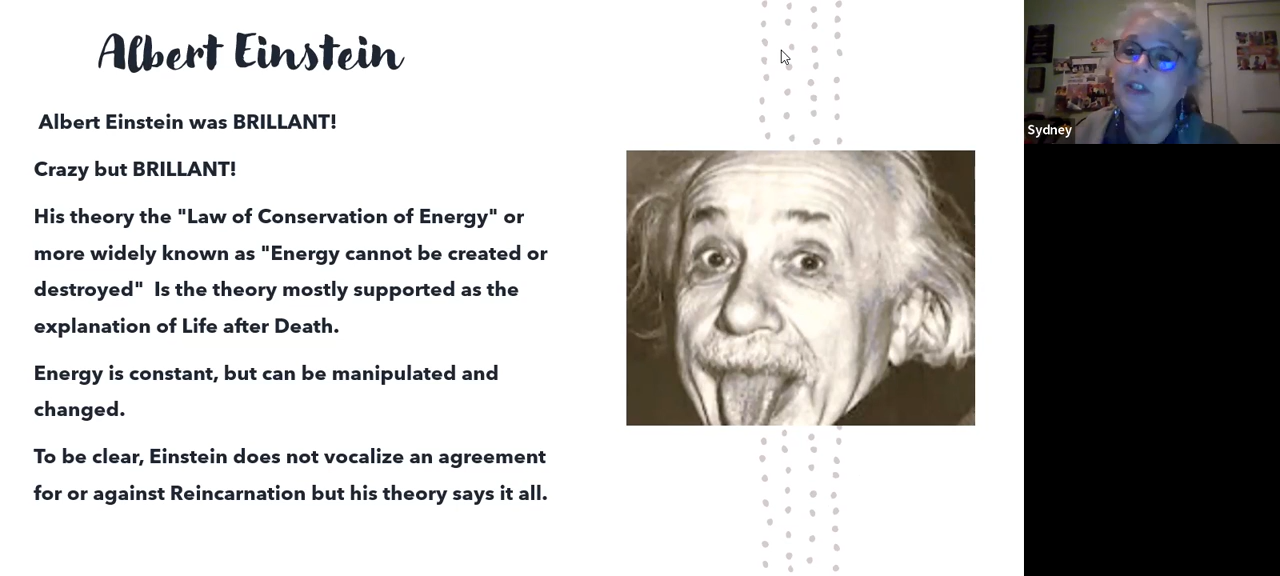 Albert Einstein
Albert Einstein was BRILLANT!
Crazy but BRILLANT!
His theory the "Law of Conservation of Energy" or
more widely known as "Energy cannot be created or
destroyed"  Is the theory mostly supported as the
explanation of Life after Death.
Energy is constant, but can be manipulated and
changed.
To be clear, Einstein does not vocalize an agreement
for or against Reincarnation but his theory says it all.
Sydney